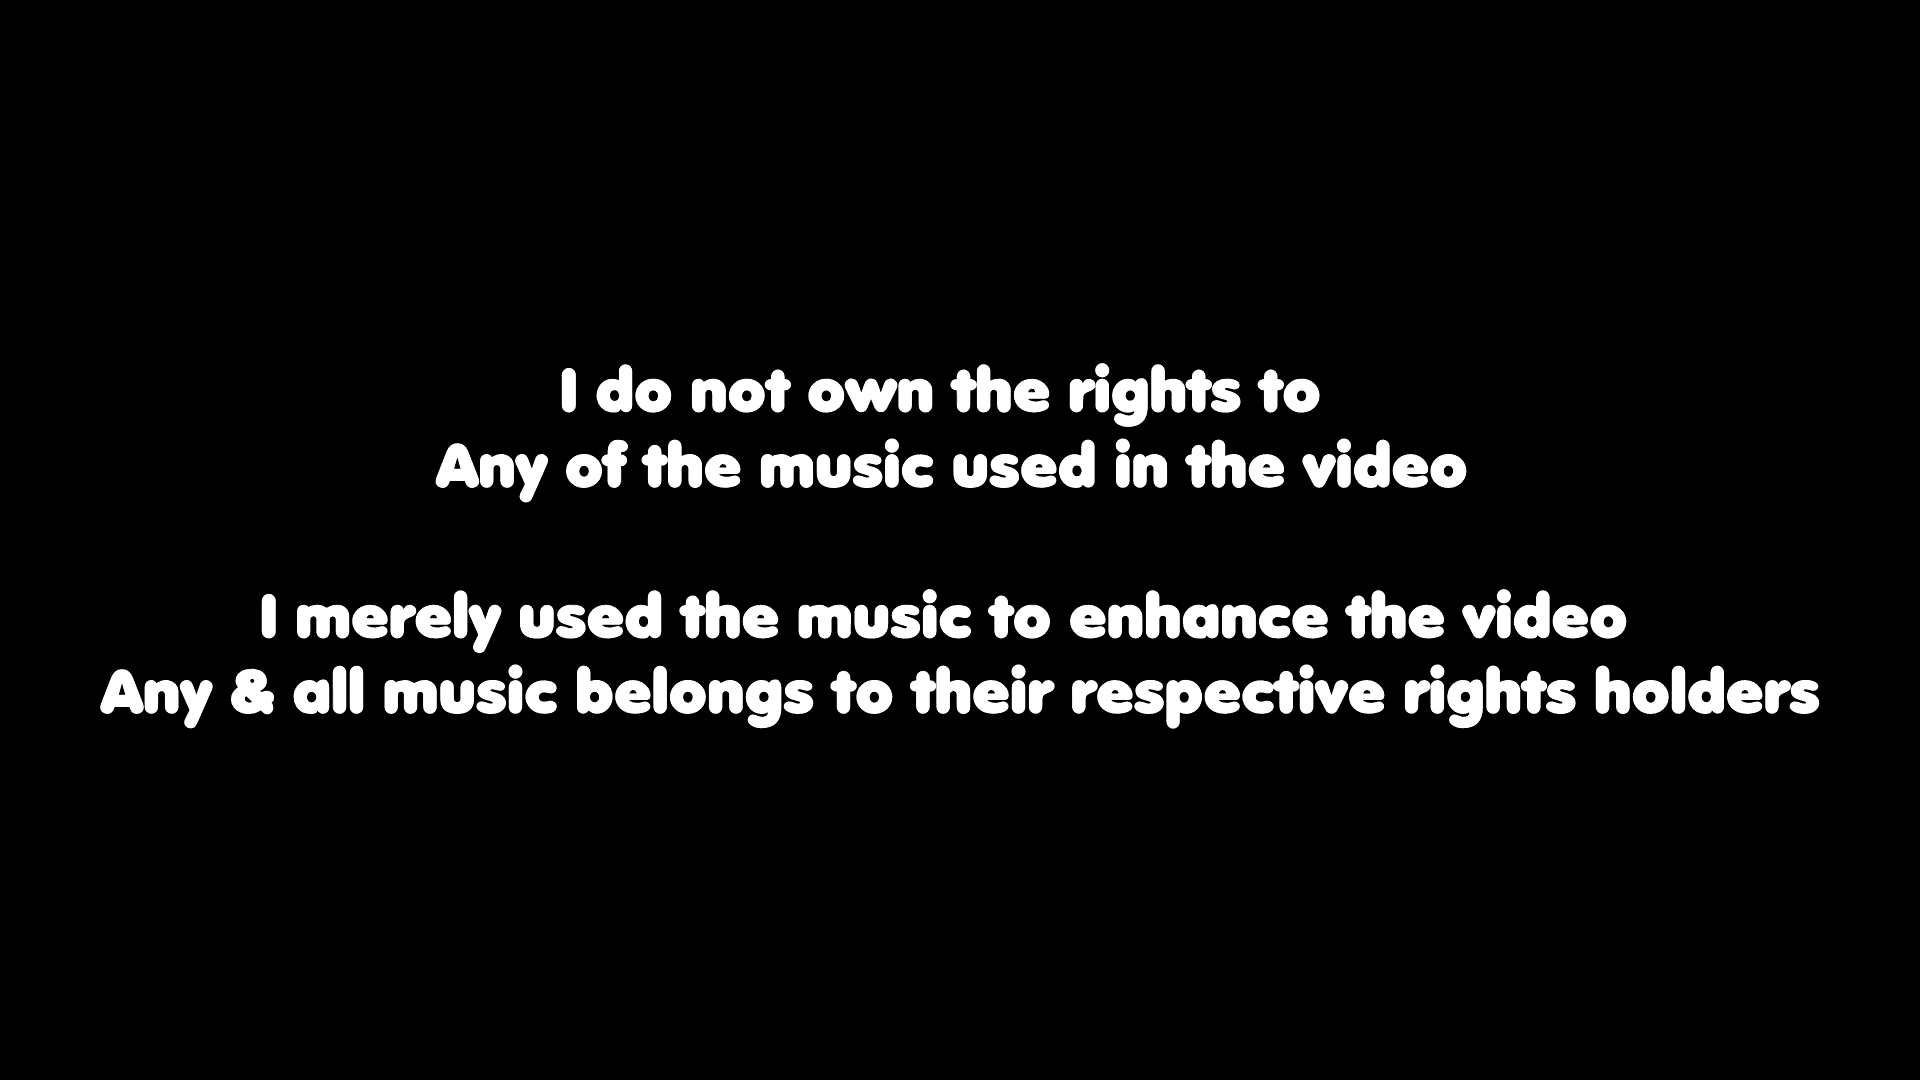 I do not own the rights to
Any of the music used in the video
I merely used the music to enhance the video
Any & all music belongs to their respective rights holders